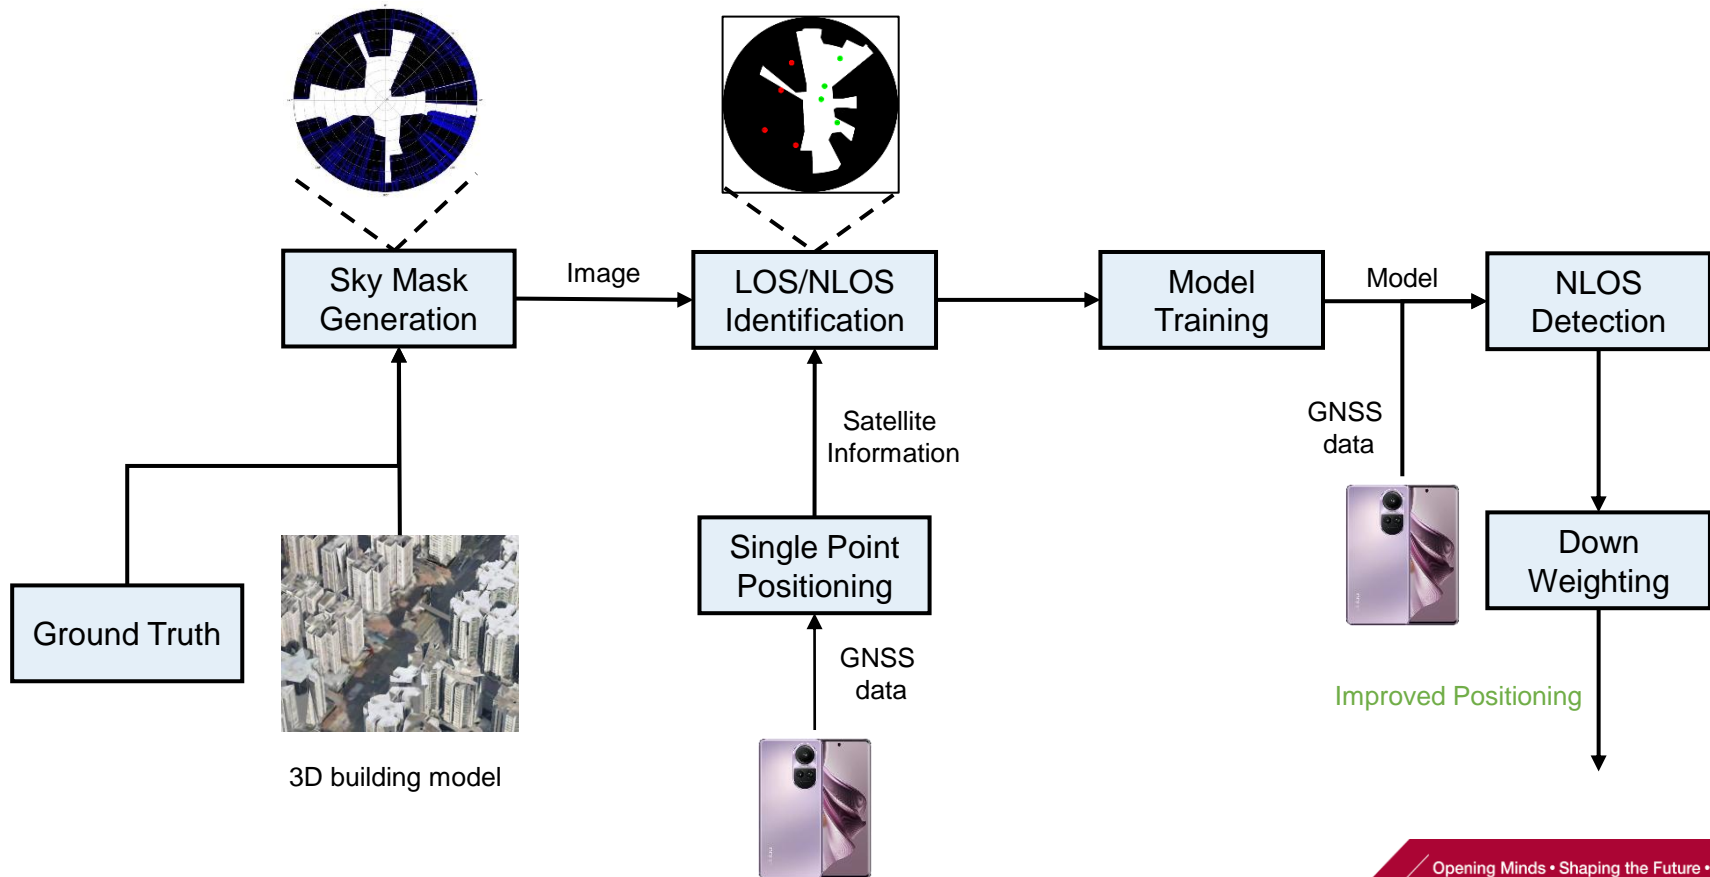 Sky Mask
Generation
Image
LOS/NLOS
Identification
Model
Training
Model
NLOS
Detection
Satellite
Information
GNSS
data
Single Point
Positioning
Down
Weighting
Ground Truth
GNSS
data
Improved Positioning
3D building model
Opening Minds • Shaping the Future •